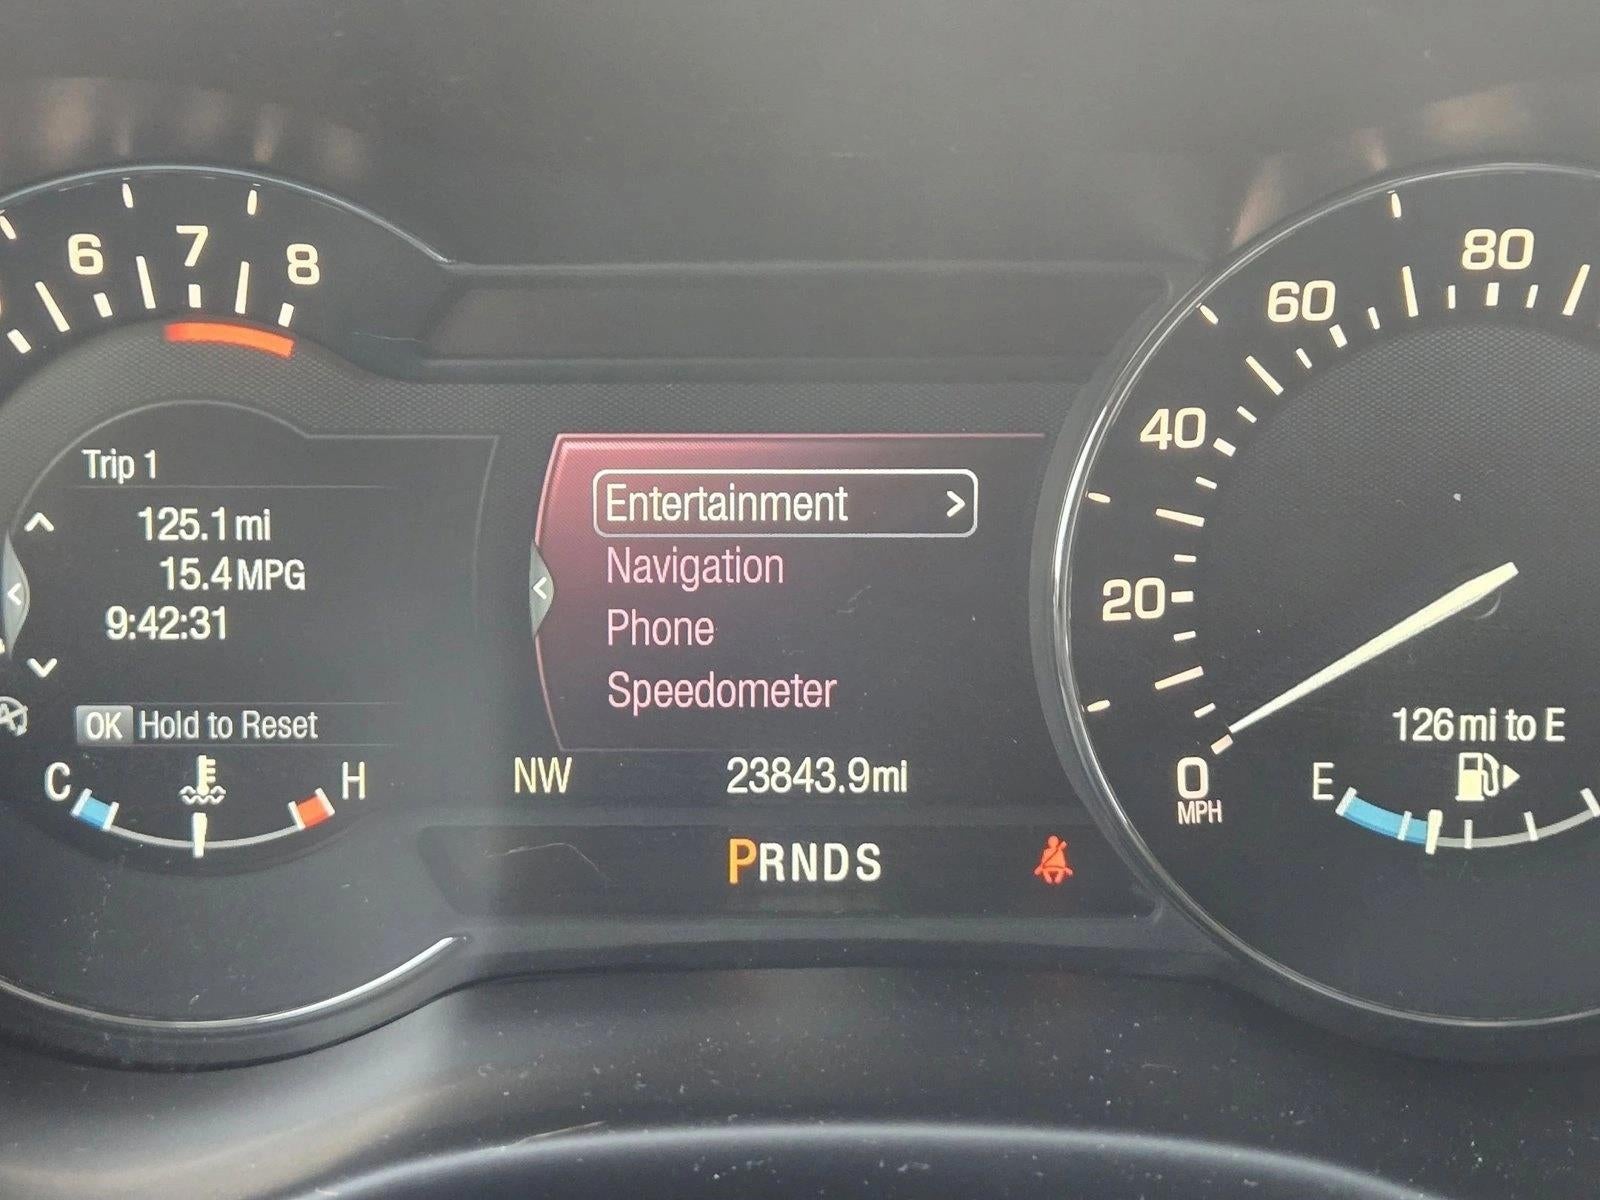 6 7 8
Trip 1
125.1 mi
15.4 MPG
9:42:31
OK Hold to Reset
C H
Entertainment >
Navigation
Phone
Speedometer
NW 23843.9mi
PRNDS
80
60
40
20
0
MPH
126 mi to E
E